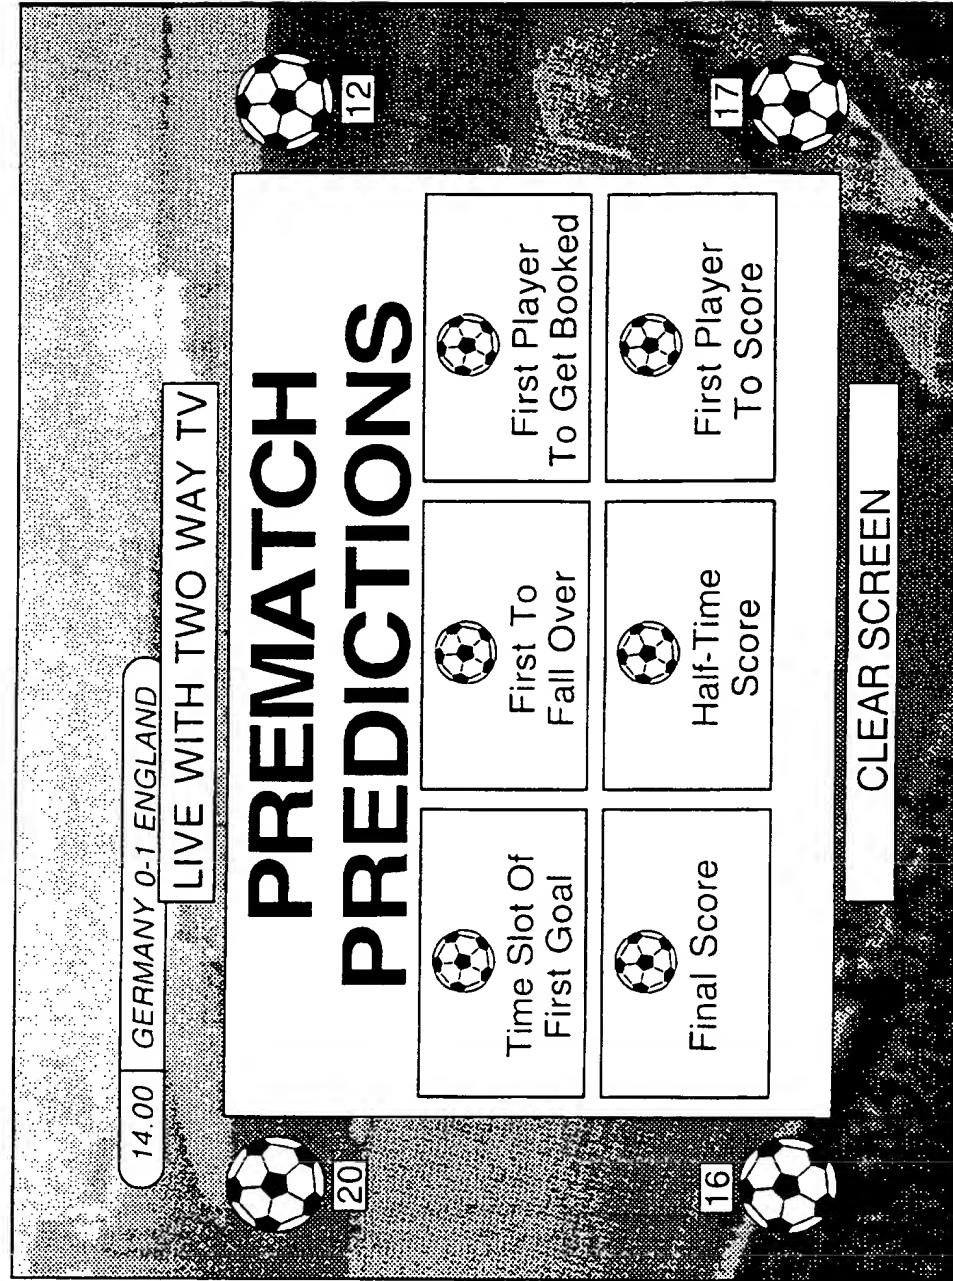 14.00 GERMANY 0-1 ENGLAND
LIVE WITH TWO WAY TV
20
12
PREMATCH
PREDICTIONS
Time Slot Of
First Goal
First To
Fall Over
First Player
To Get Booked
Final Score
Half-Time
Score
First Player
To Score
16
17
CLEAR SCREEN